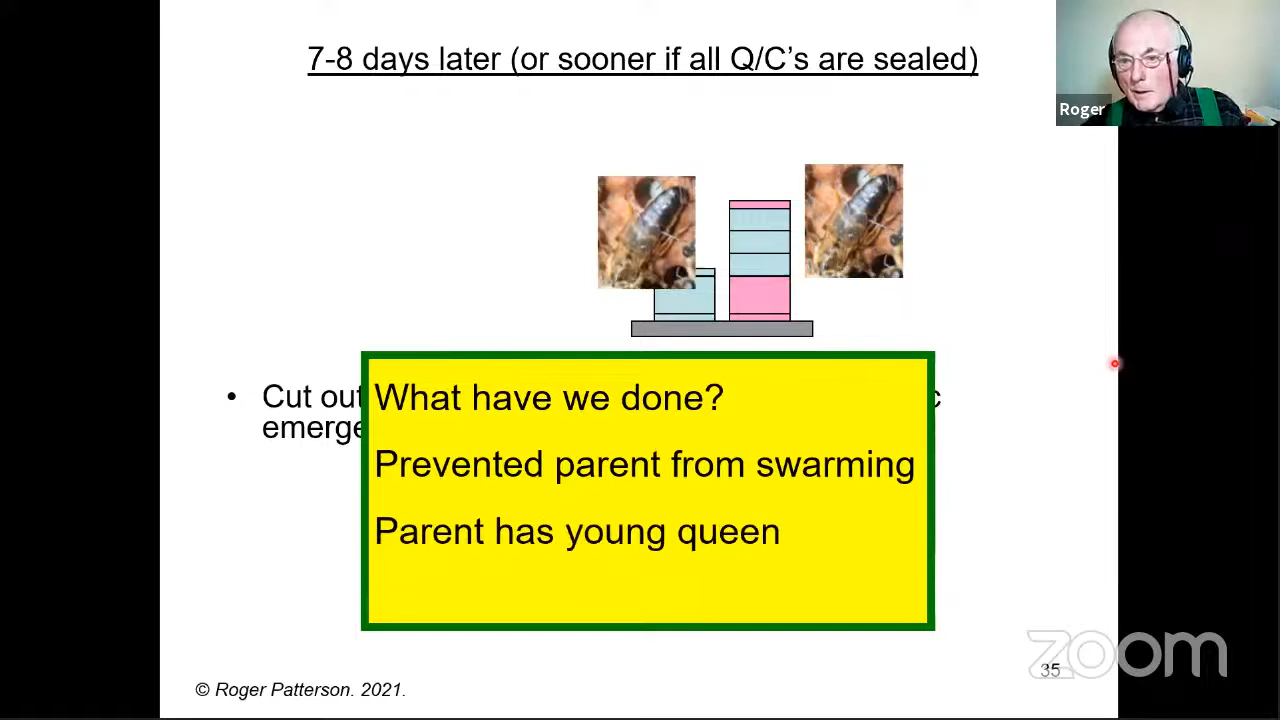 7-8 days later (or sooner if all Q/C's are sealed)
Roger
• Cut out
What have we done?
emerge
Prevented parent from swarming
Parent has young queen
zoom
35
© Roger Patterson. 2021.